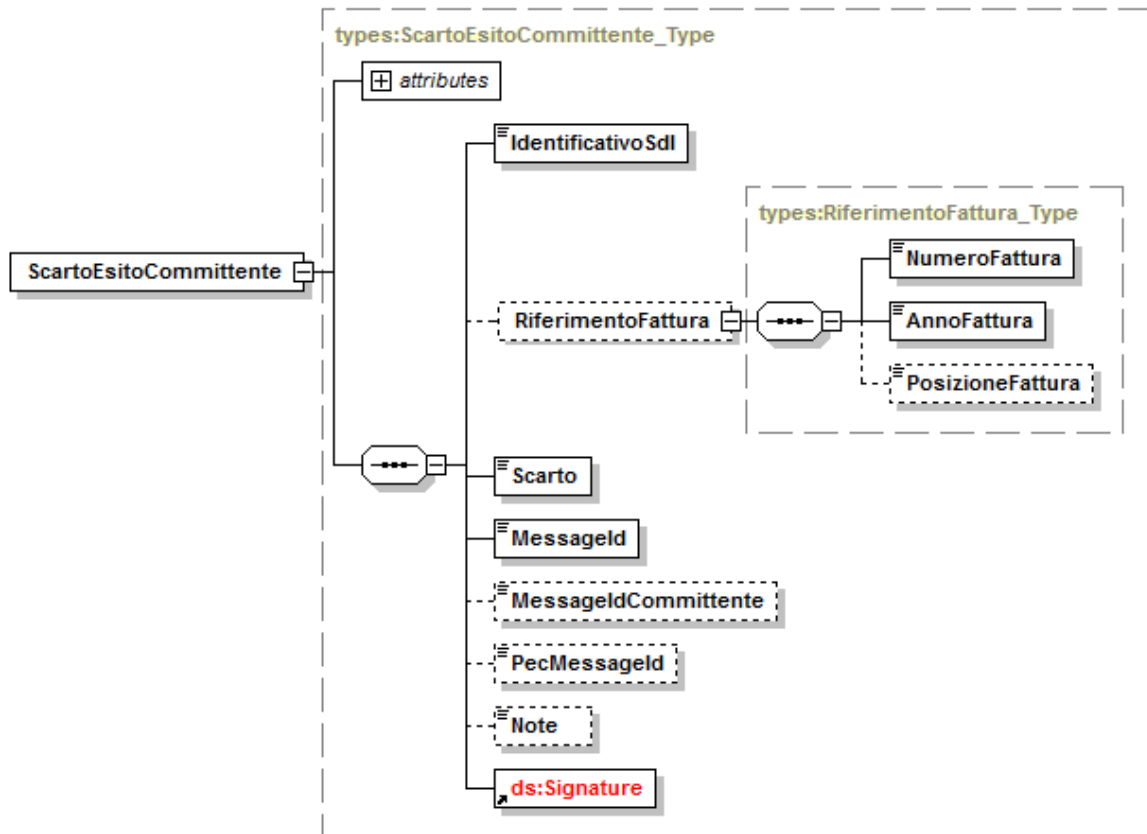 types:ScartoEsitoCommittente_Type
attributes
IdentificativoSdI
types:RiferimentoFattura_Type
NumeroFattura
ScartoEsitoCommittente
RiferimentoFattura
AnnoFattura
PosizioneFattura
Scarto
MessageId
MessageIdCommittente
PecMessageId
Note
ds:Signature